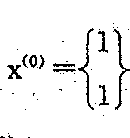 x⁽⁰⁾ = {1
1}